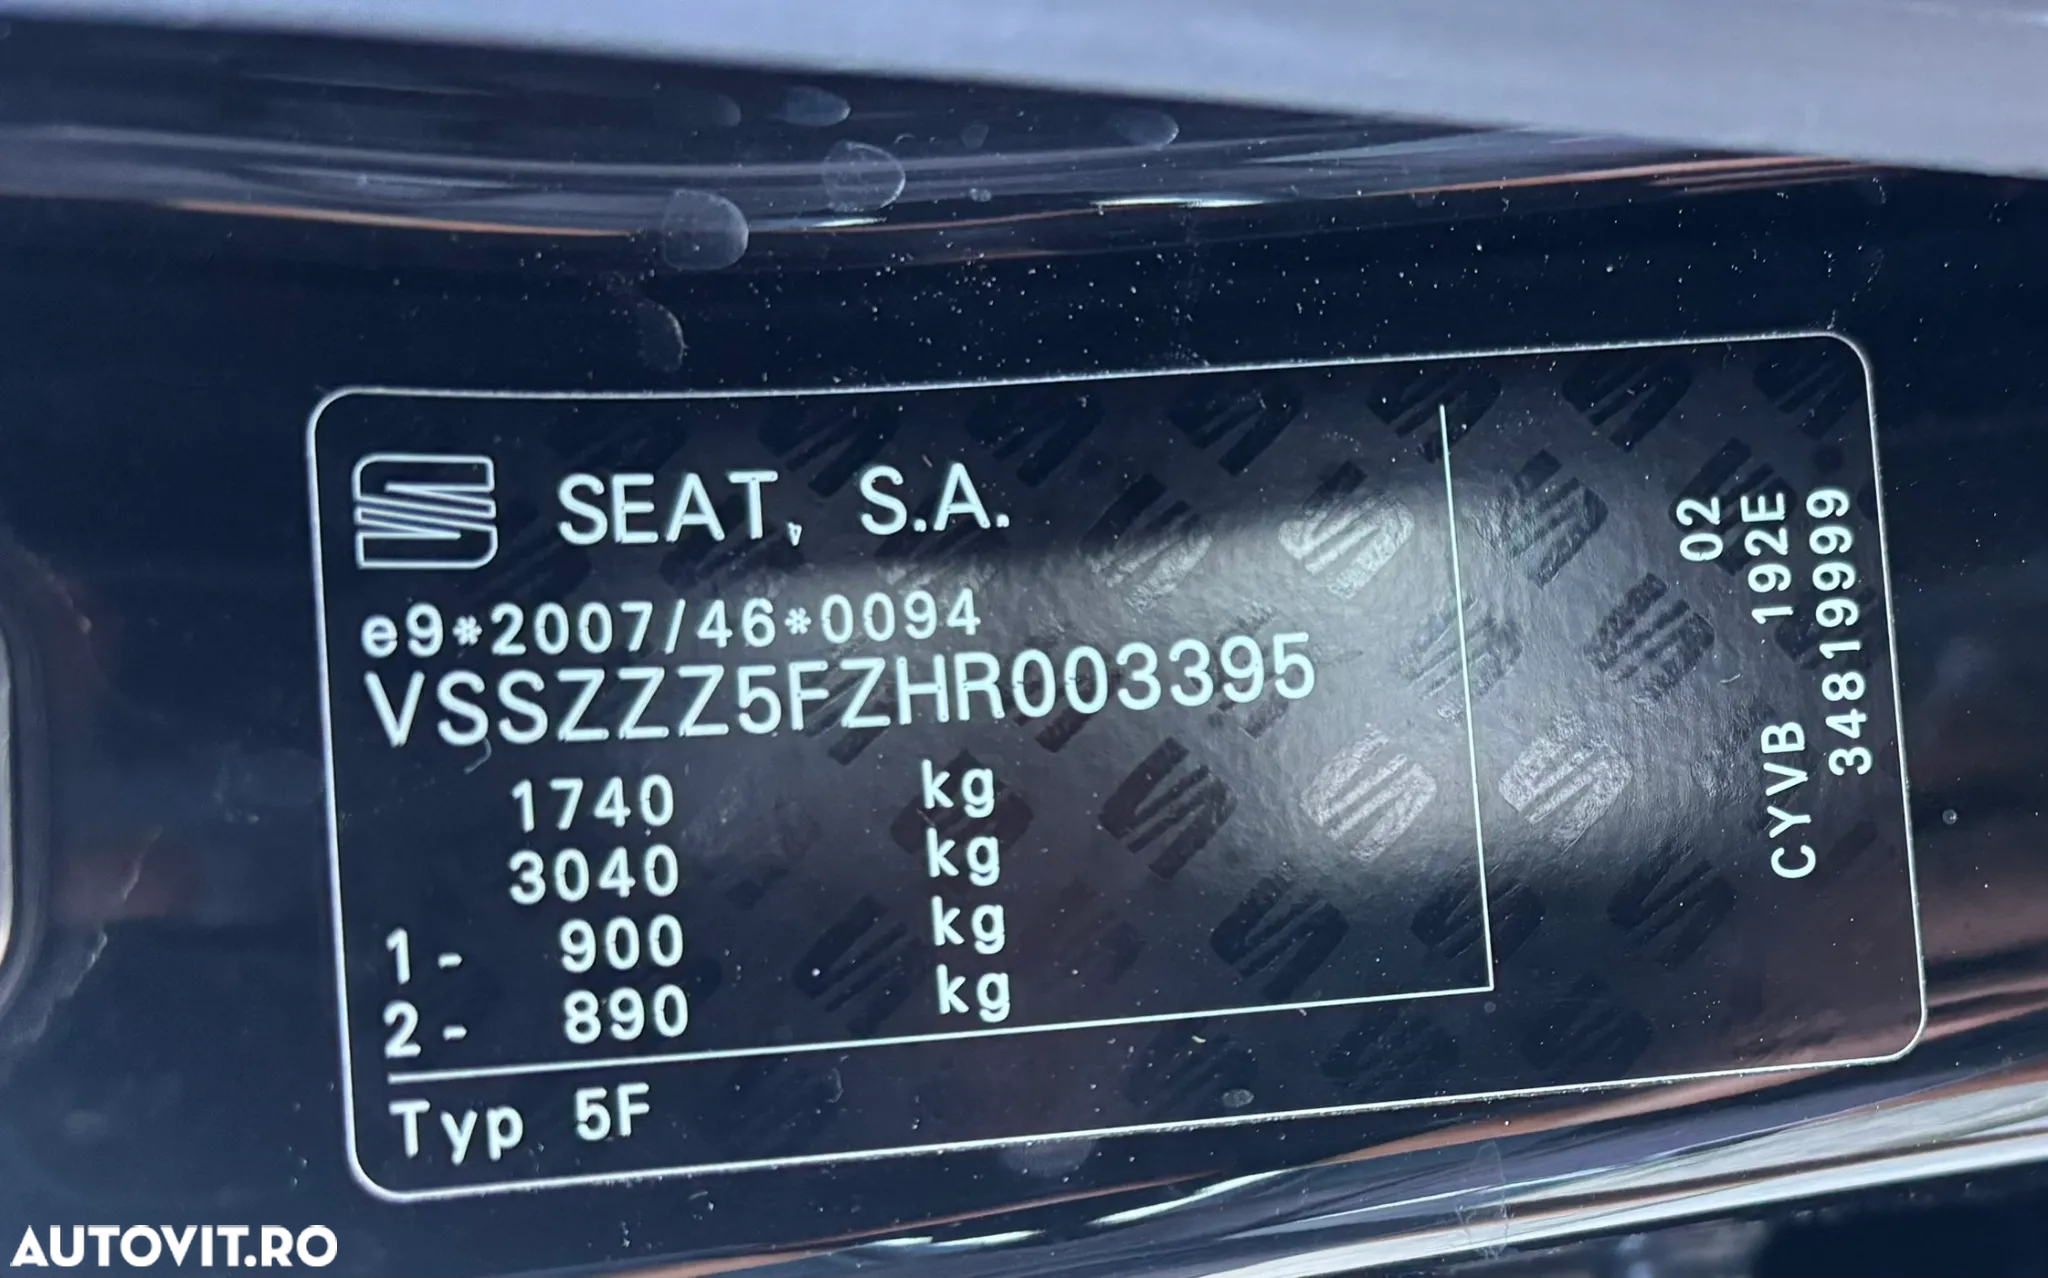 SEAT, S.A.
e9*2007/46*0094
VSSZZZ5FZHR003395
1740 kg
3040 kg
1- 900 kg
2- 890 kg
Typ 5F
02
CYVB 192E
34819999
AUTOVIT.RO